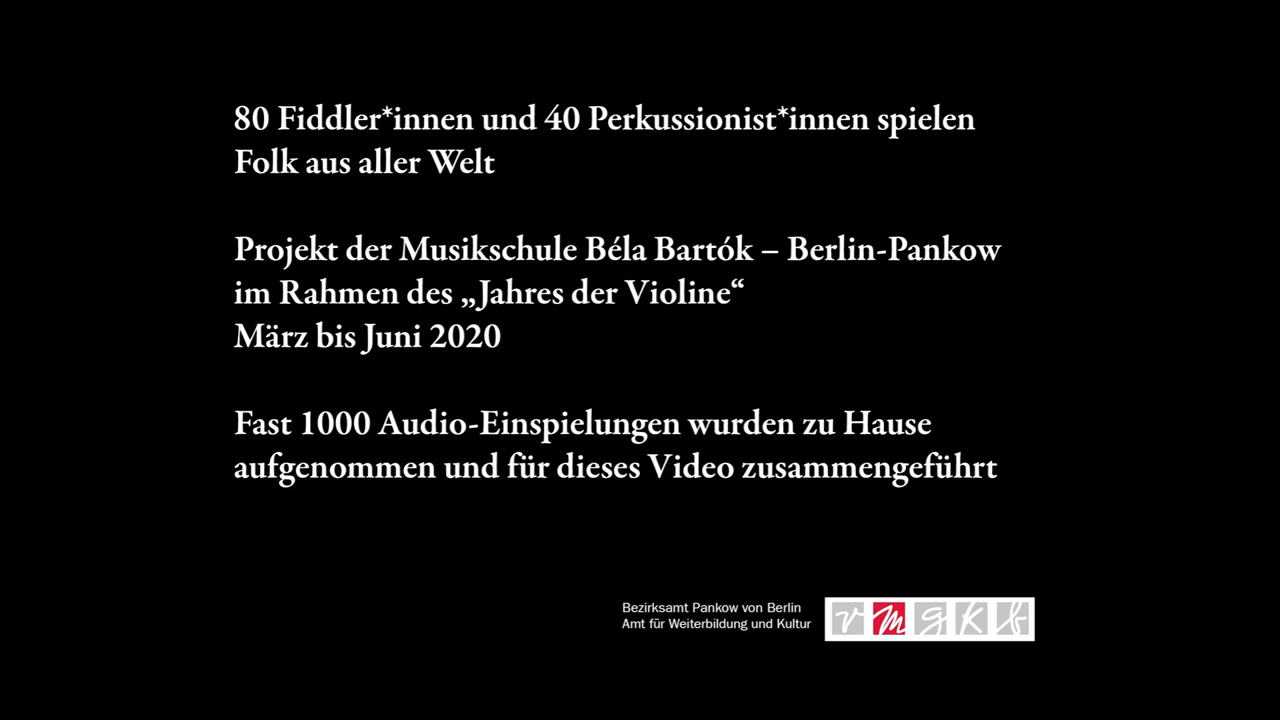 80 Fiddler*innen und 40 Perkussionist*innen spielen
Folk aus aller Welt
Projekt der Musikschule Béla Bartók – Berlin-Pankow
im Rahmen des „Jahres der Violine“
März bis Juni 2020
Fast 1000 Audio-Einspielungen wurden zu Hause
aufgenommen und für dieses Video zusammengeführt
Bezirksamt Pankow von Berlin
Amt für Weiterbildung und Kultur
v m g k b